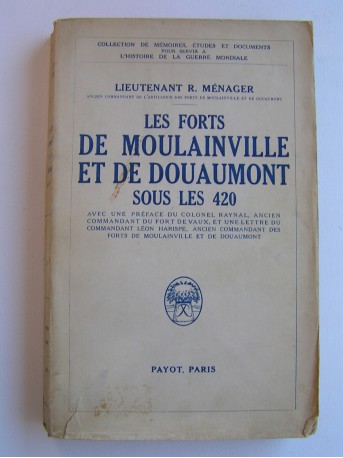 COLLECTION DE MÉMOIRES, ÉTUDES ET DOCUMENTS
POUR SERVIR A
L'HISTOIRE DE LA GUERRE MONDIALE
LIEUTENANT R. MÉNAGER
ANCIEN COMMANDANT DE L'ARTILLERIE DES FORTS DE MOULAINVILLE ET DE DOUAUMONT
LES FORTS
DE MOULAINVILLE
ET DE DOUAUMONT
SOUS LES 420
AVEC UNE PRÉFACE DU COLONEL RAYNAL, ANCIEN
COMMANDANT DU FORT DE VAUX, ET UNE LETTRE DU
COMMANDANT LÉON HARISPE, ANCIEN COMMANDANT DES
FORTS DE MOULAINVILLE ET DE DOUAUMONT
PAYOT, PARIS